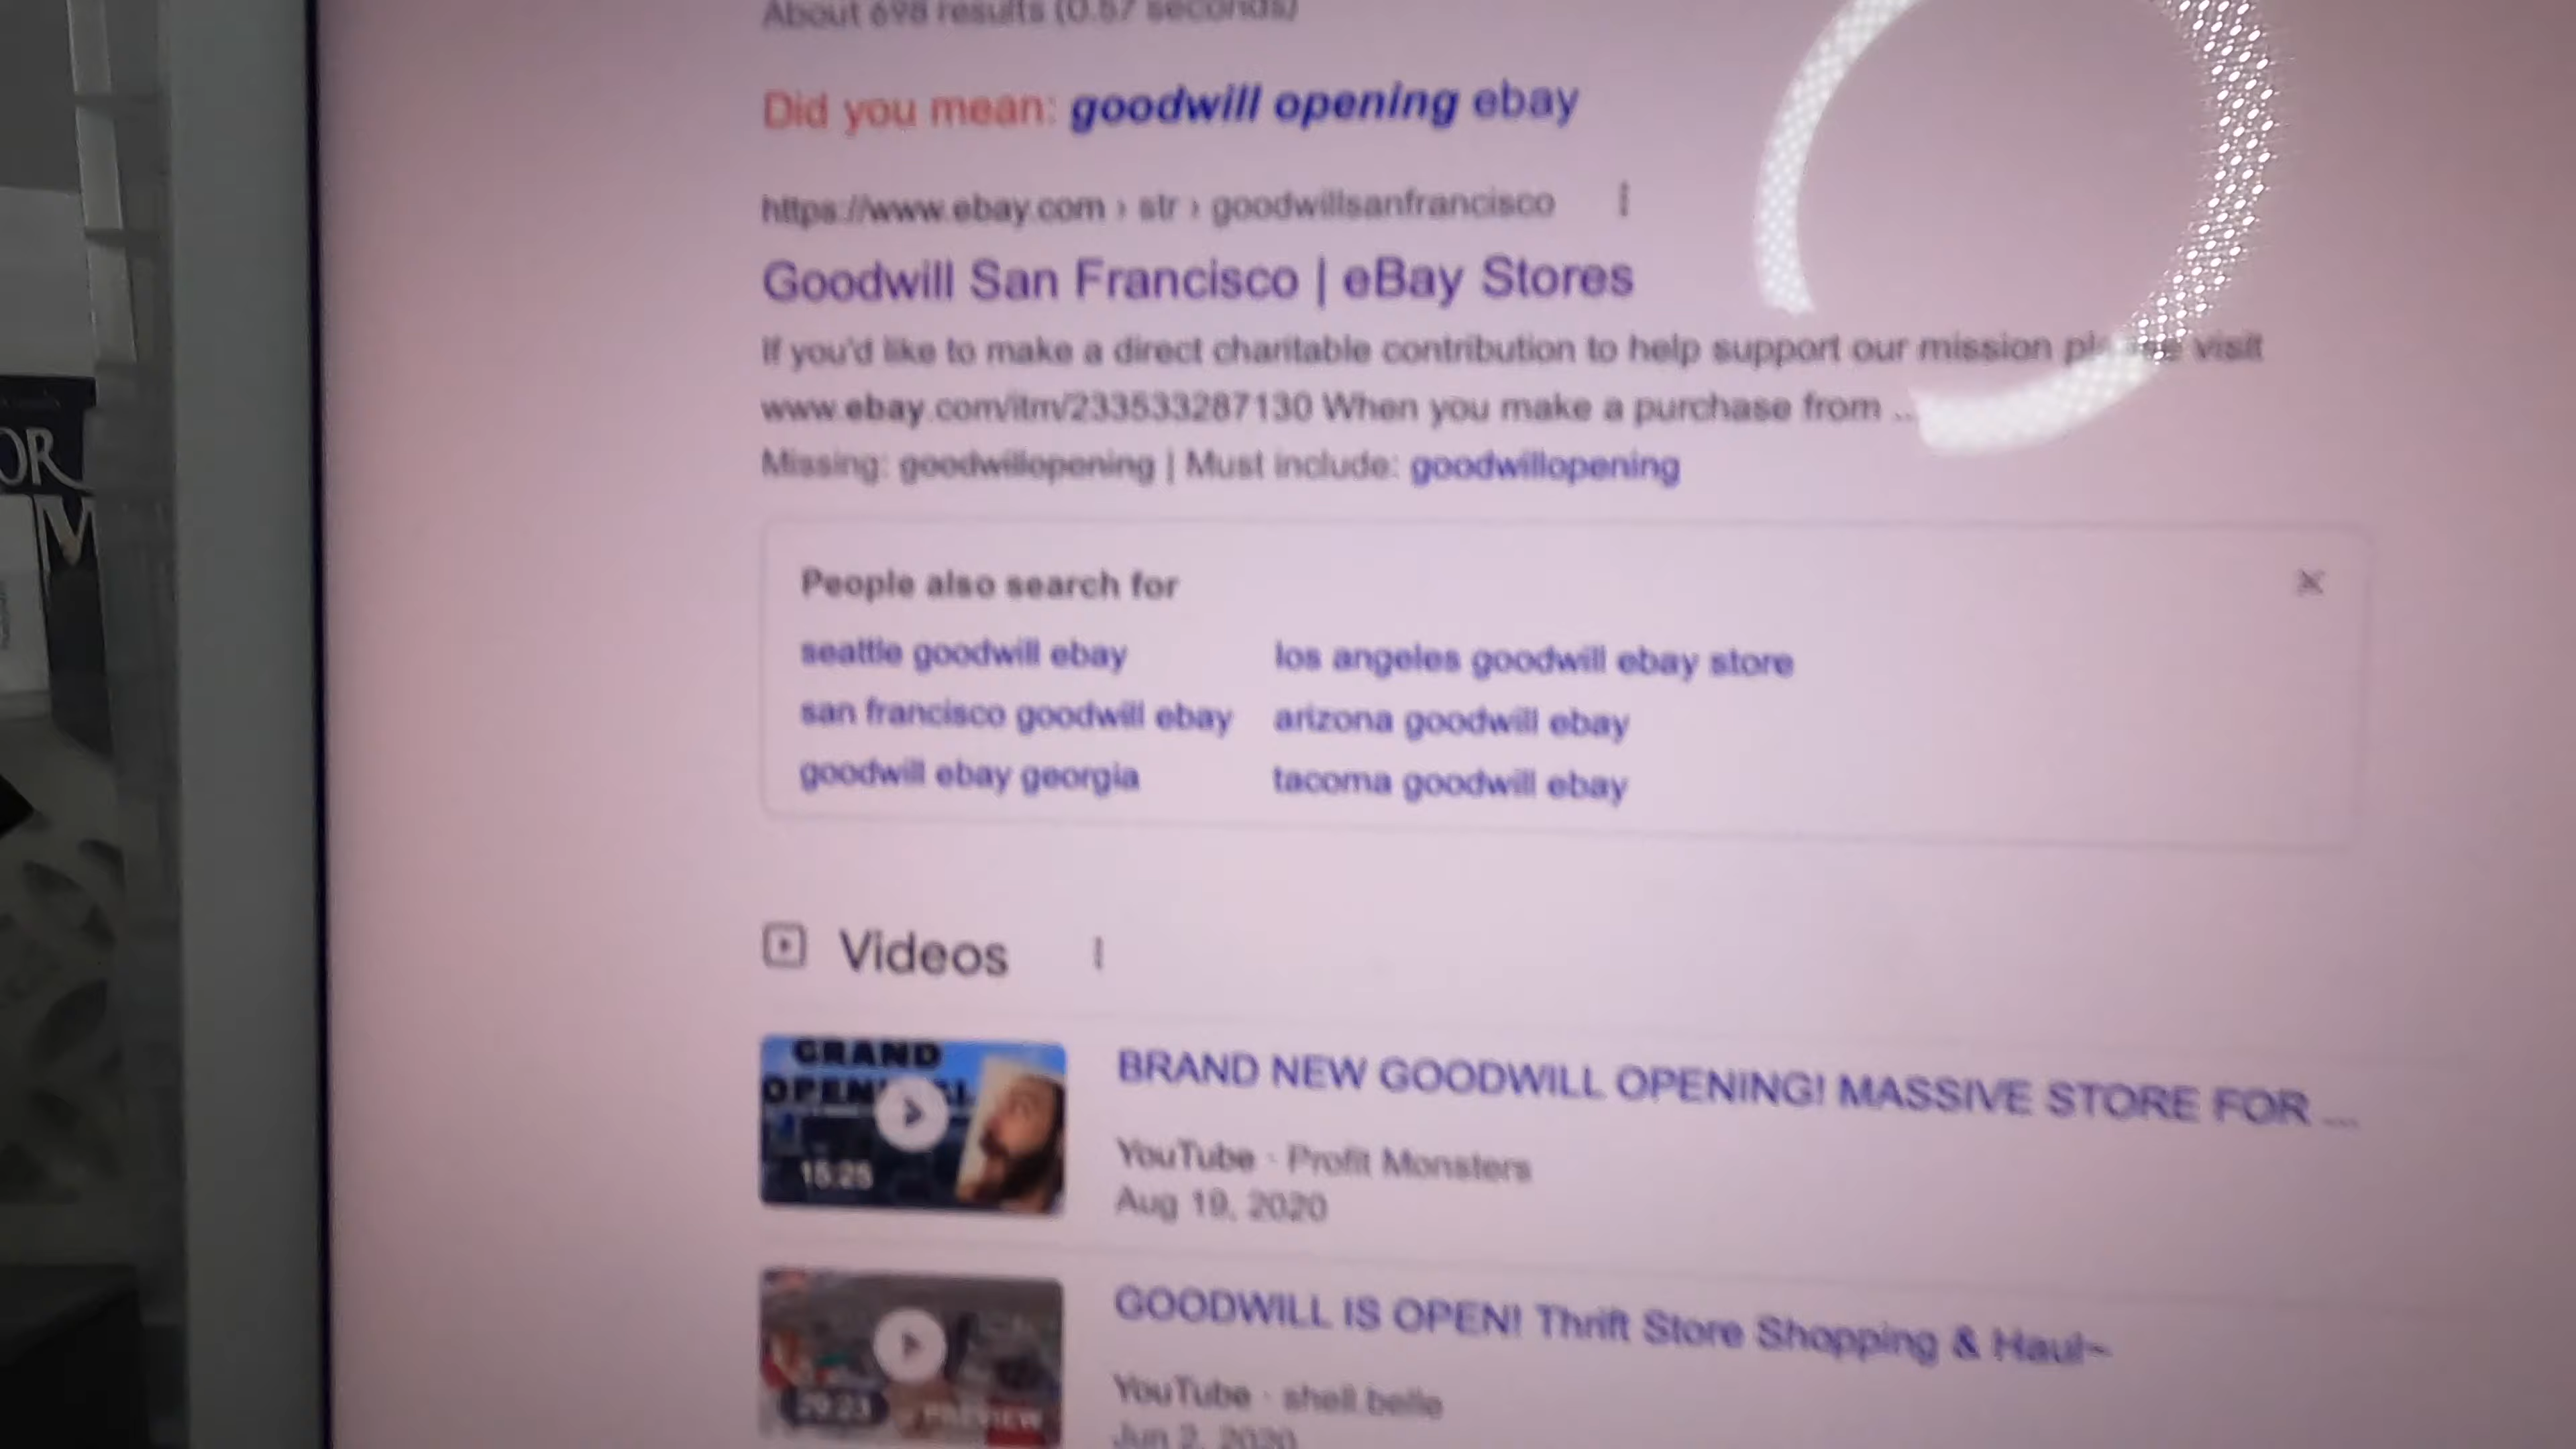 About 698 results (0.57 seconds)
Did you mean: goodwill opening ebay
https://www.ebay.com › str › goodwillsanfrancisco
Goodwill San Francisco | eBay Stores
If you'd like to make a direct charitable contribution to help support our mission please visit
www.ebay.com/itm/233533287130 When you make a purchase from ...
Missing: goodwillopening | Must include: goodwillopening
People also search for
seattle goodwill ebay
los angeles goodwill ebay store
san francisco goodwill ebay
arizona goodwill ebay
goodwill ebay georgia
tacoma goodwill ebay
Videos
GRAND
15:25
BRAND NEW GOODWILL OPENING! MASSIVE STORE FOR ...
YouTube · Profit Monsters
Aug 19, 2020
20:23
PREVIEW
GOODWILL IS OPEN! Thrift Store Shopping & Haul~
YouTube · shell.belle
Jun 2, 2020
OR
M